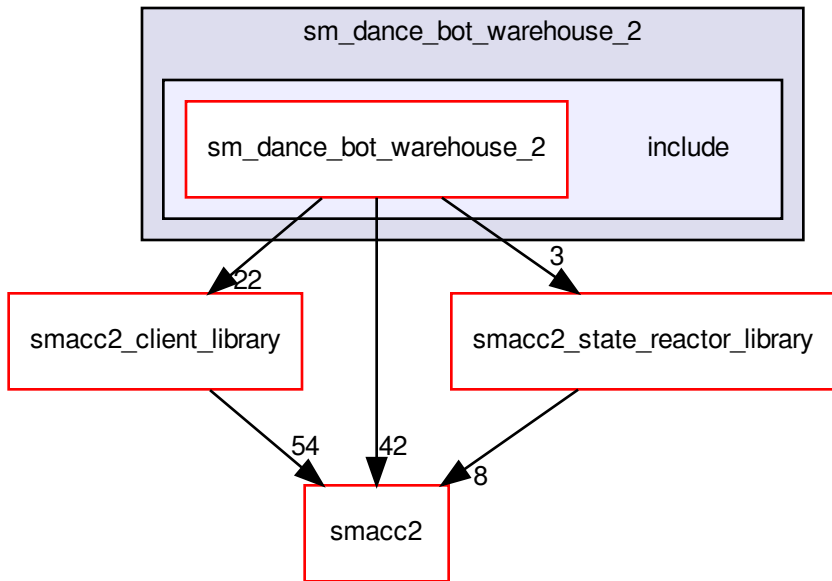 sm_dance_bot_warehouse_2
sm_dance_bot_warehouse_2
include
22
3
smacc2_client_library
smacc2_state_reactor_library
54
42
8
smacc2